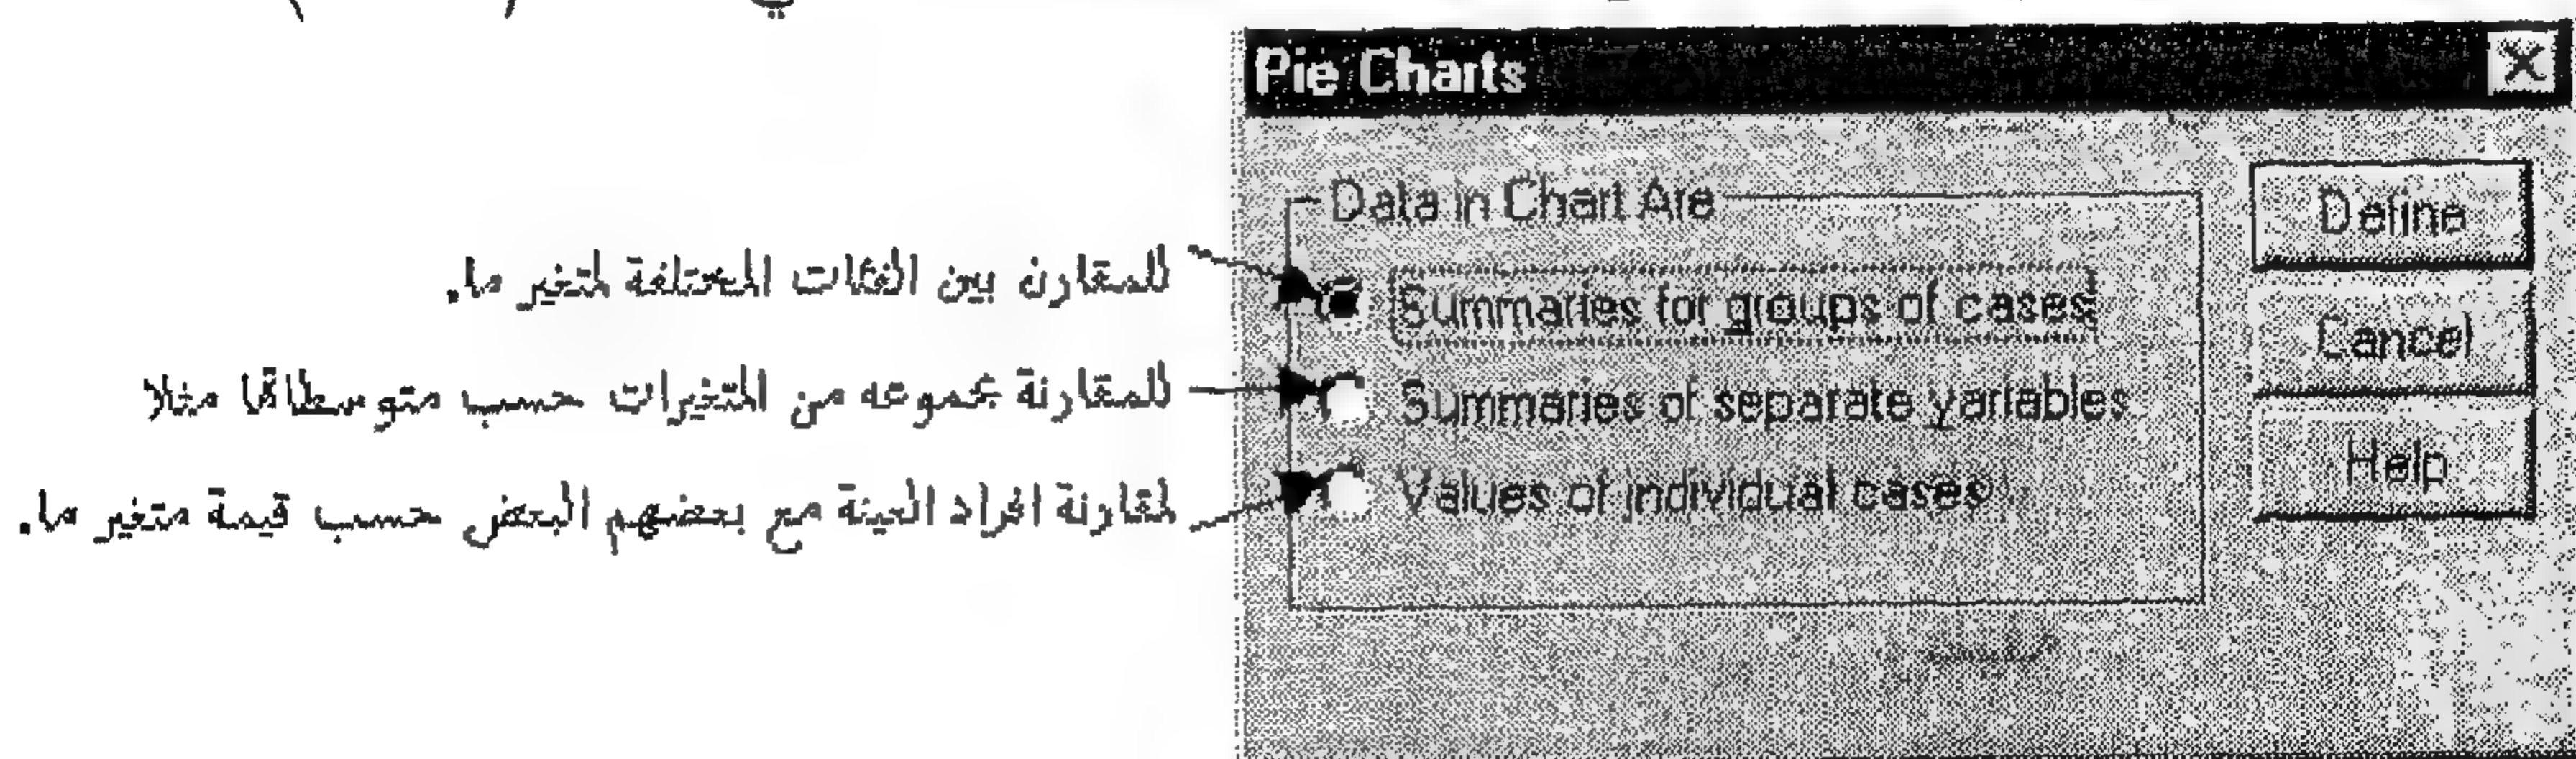 Pie Charts
Data in Chart Are
Define
للمقارن بين الفئات المختلفة لمتغير ما.
Summaries for groups of cases
Cancel
للمقارنة مجموعه من المتغيرات حسب متوسطاتها مثلا
Summaries of separate variables
Help
لمقارنة افراد العينة مع بعضهم البعض حسب قيمة متغير ما.
Values of individual cases